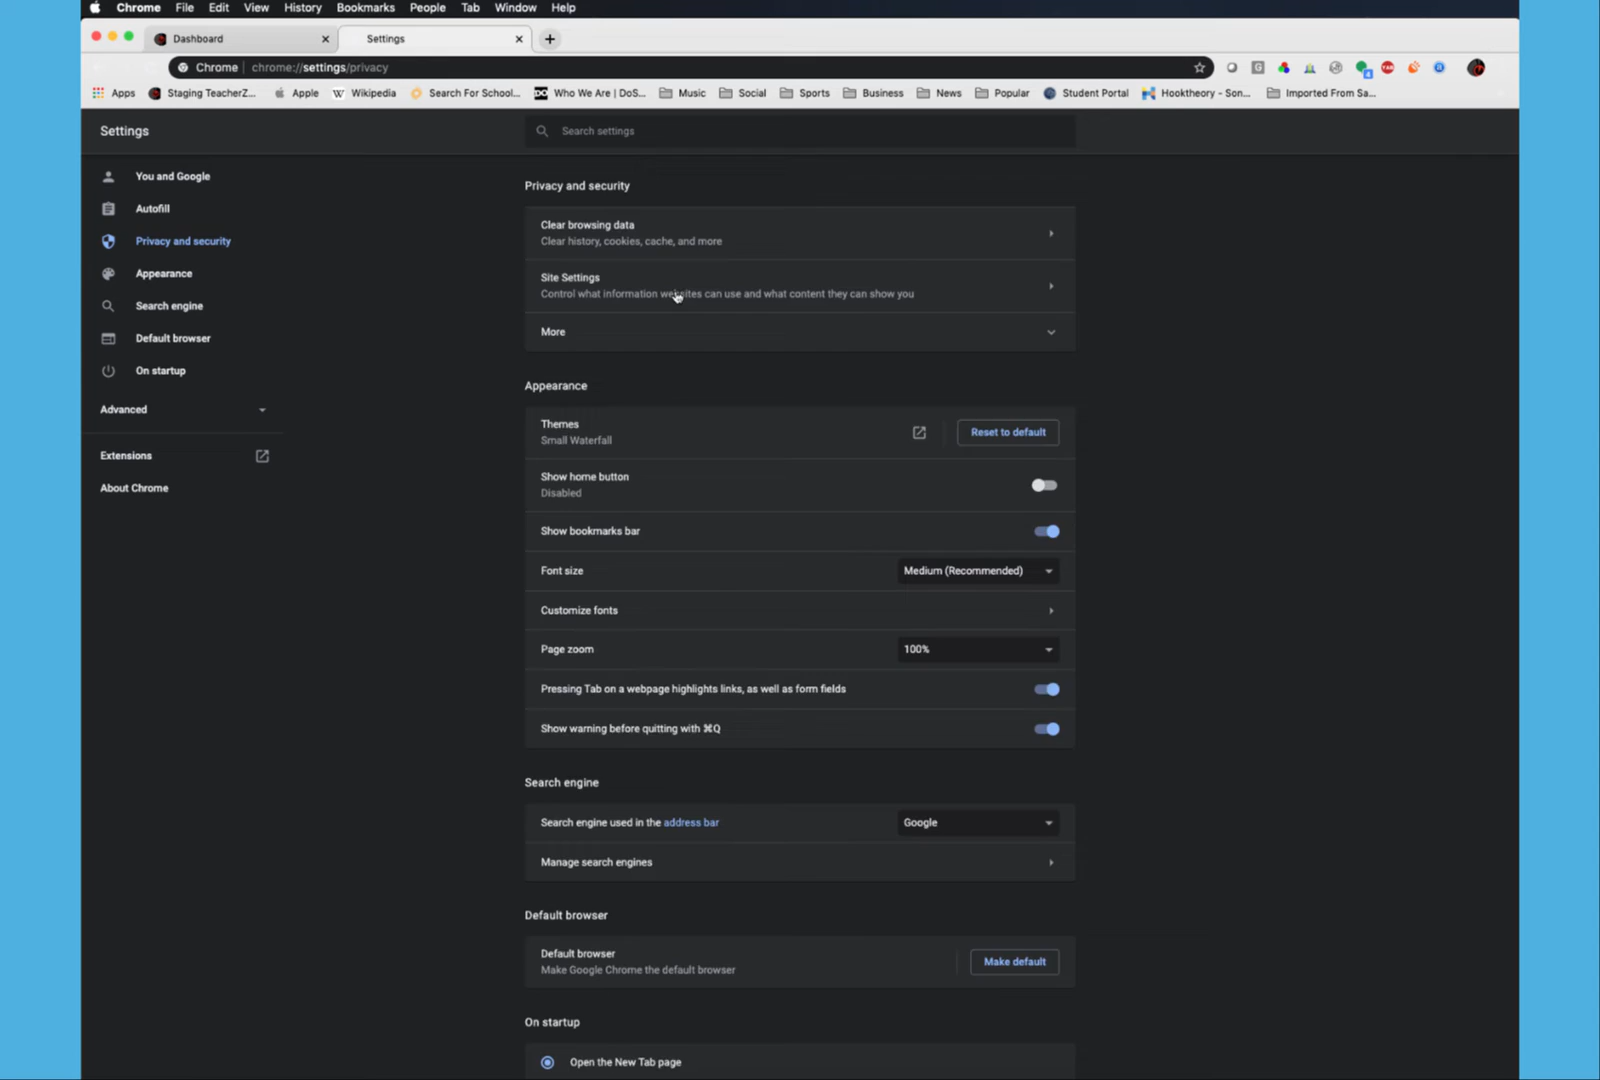 Chrome File Edit View History Bookmarks People Tab Window Help
Dashboard
Settings
Chrome | chrome://settings/privacy
Apps Staging TeacherZ... Apple Wikipedia Search For School... Who We Are | DoS... Music Social Sports Business News Popular Student Portal Hooktheory - Son... Imported From Sa...
Settings
Search settings
You and Google
Autofill
Privacy and security
Appearance
Search engine
Default browser
On startup
Advanced
Extensions
About Chrome
Privacy and security
Clear browsing data
Clear history, cookies, cache, and more
Site Settings
Control what information websites can use and what content they can show you
More
Appearance
Themes
Small Waterfall
Reset to default
Show home button
Disabled
Show bookmarks bar
Font size
Medium (Recommended)
Customize fonts
Page zoom
100%
Pressing Tab on a webpage highlights links, as well as form fields
Show warning before quitting with ⌘Q
Search engine
Search engine used in the address bar
Google
Manage search engines
Default browser
Default browser
Make Google Chrome the default browser
Make default
On startup
Open the New Tab page